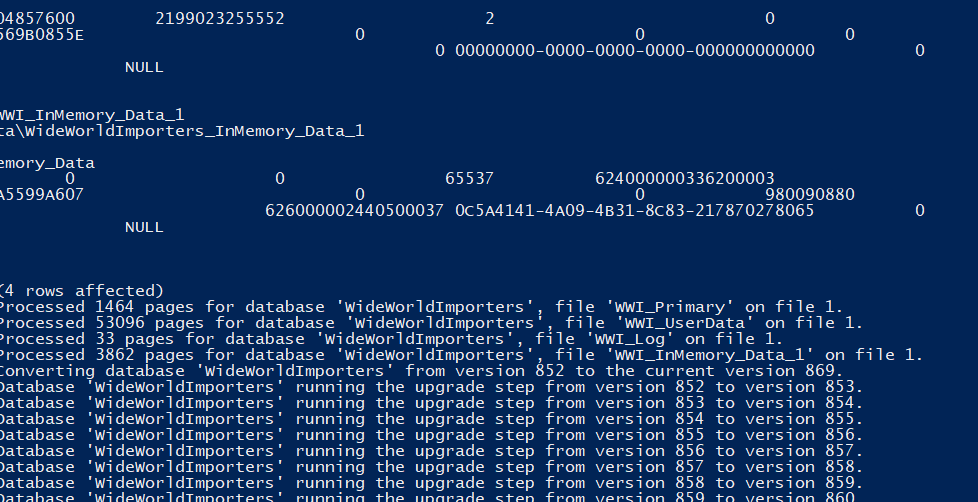 04857600 2199023255552 2 0
569B0855E 0 0 0
0 00000000-0000-0000-0000-000000000000 0
NULL
WWI_InMemory_Data_1
ta\WideWorldImporters_InMemory_Data_1
emory_Data
0 0 65537 624000000336200003
A5599A607 0 0 980090880
626000002440500037 0C5A4141-4A09-4B31-8C83-217870278065 0
NULL
(4 rows affected)
Processed 1464 pages for database 'WideWorldImporters', file 'WWI_Primary' on file 1.
Processed 53096 pages for database 'WideWorldImporters', file 'WWI_UserData' on file 1.
Processed 33 pages for database 'WideWorldImporters', file 'WWI_Log' on file 1.
Processed 3862 pages for database 'WideWorldImporters', file 'WWI_InMemory_Data_1' on file 1.
Converting database 'WideWorldImporters' from version 852 to the current version 869.
Database 'WideWorldImporters' running the upgrade step from version 852 to version 853.
Database 'WideWorldImporters' running the upgrade step from version 853 to version 854.
Database 'WideWorldImporters' running the upgrade step from version 854 to version 855.
Database 'WideWorldImporters' running the upgrade step from version 855 to version 856.
Database 'WideWorldImporters' running the upgrade step from version 856 to version 857.
Database 'WideWorldImporters' running the upgrade step from version 857 to version 858.
Database 'WideWorldImporters' running the upgrade step from version 858 to version 859.
Database 'WideWorldImporters' running the upgrade step from version 859 to version 860.